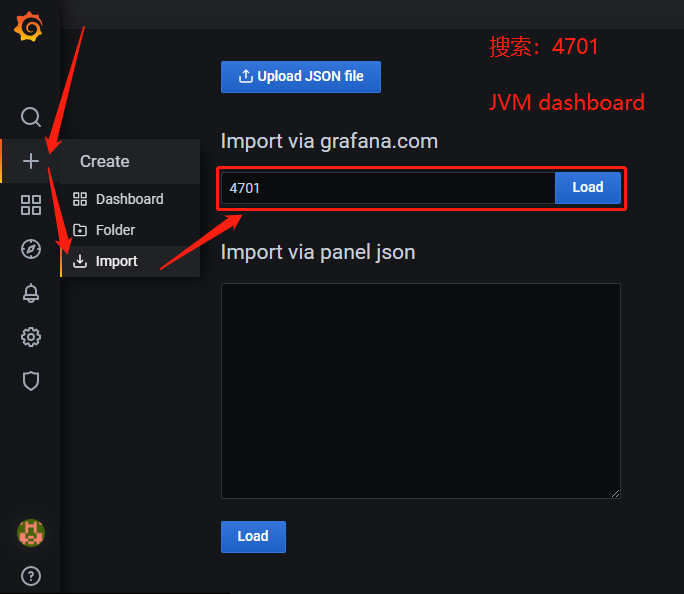 搜索：4701
Upload JSON file
JVM dashboard
Import via grafana.com
Create
4701
Load
Dashboard
Folder
Import
Import via panel json
Load